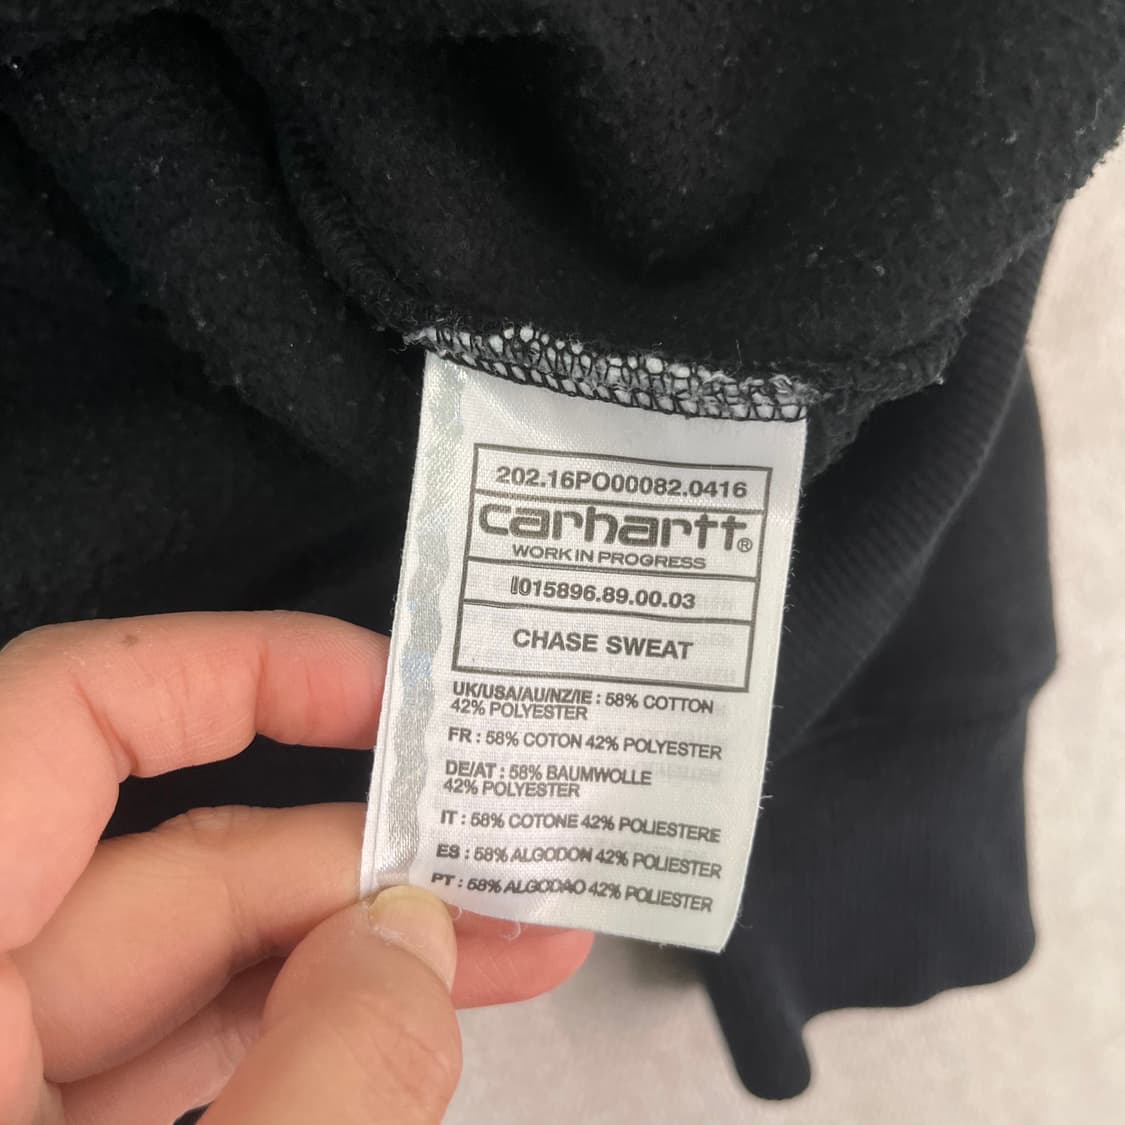 202.16PO00082.0416
carhartt®
WORK IN PROGRESS
I015896.89.00.03
CHASE SWEAT
UK/USA/AU/NZ/IE : 58% COTTON
42% POLYESTER
FR : 58% COTON 42% POLYESTER
DE/AT : 58% BAUMWOLLE
42% POLYESTER
IT : 58% COTONE 42% POLIESTERE
ES : 58% ALGODON 42% POLIESTER
PT : 58% ALGODAO 42% POLIESTER